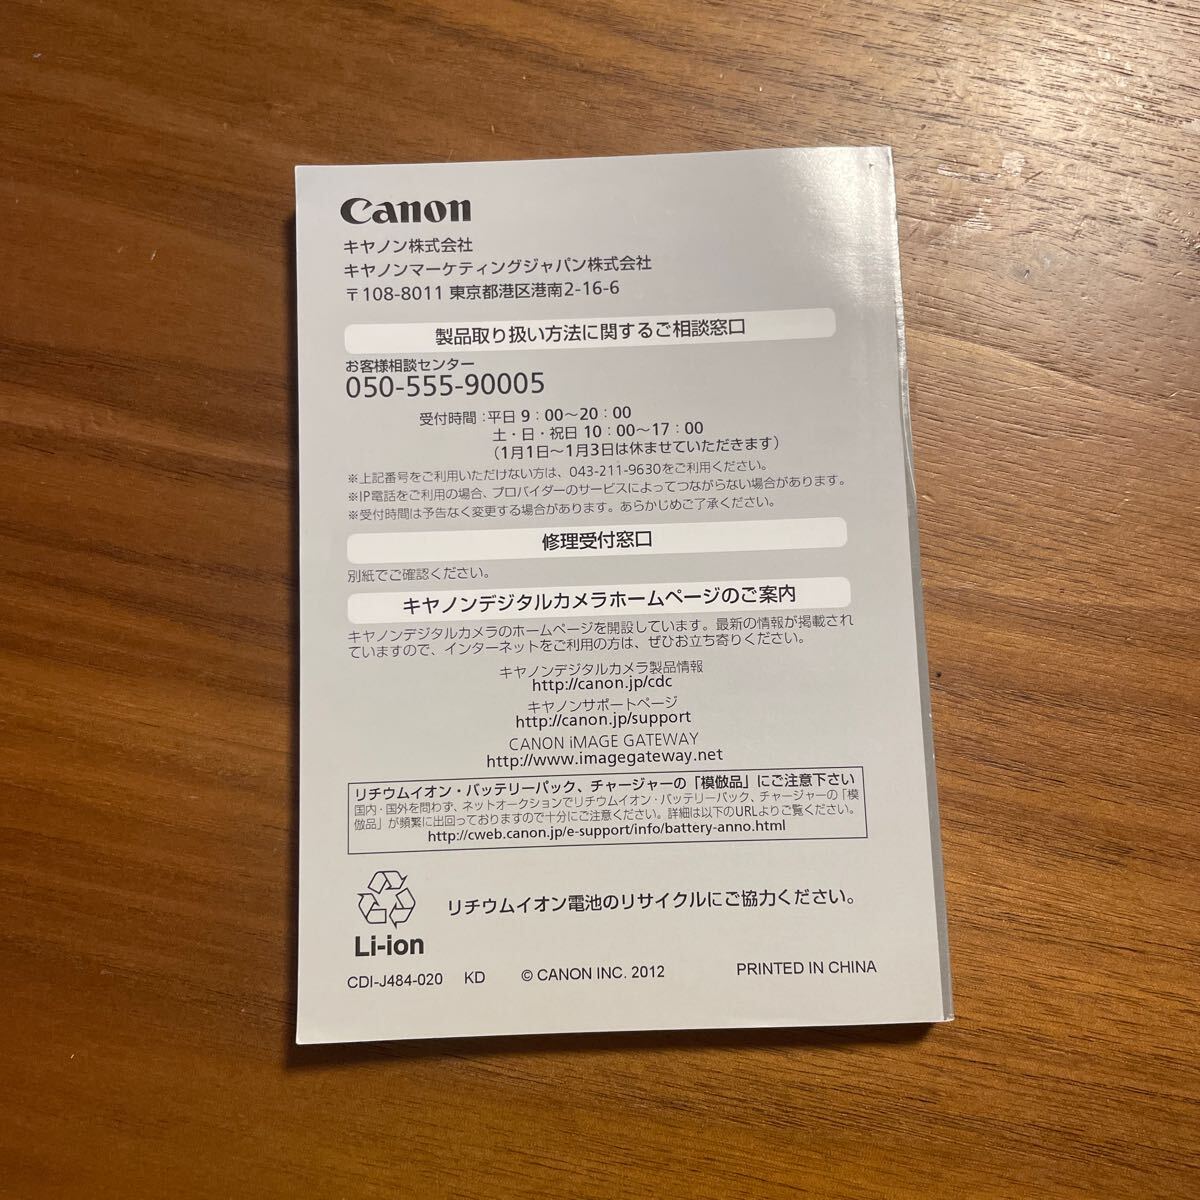 Canon
キヤノン株式会社
キヤノンマーケティングジャパン株式会社
〒108-8011 東京都港区港南2-16-6
製品取り扱い方法に関するご相談窓口
お客様相談センター
050-555-90005
受付時間：平日 9：00～20：00
土・日・祝日 10：00～17：00
（1月1日～1月3日は休ませていただきます）
※上記番号をご利用いただけない方は、043-211-9630をご利用ください。
※IP電話をご利用の場合、プロバイダーのサービスによってつながらない場合があります。
※受付時間は予告なく変更する場合があります。あらかじめご了承ください。
修理受付窓口
別紙でご確認ください。
キヤノンデジタルカメラホームページのご案内
キヤノンデジタルカメラのホームページを開設しています。最新の情報が掲載され
ていますので、インターネットをご利用の方は、ぜひお立ち寄りください。
キヤノンデジタルカメラ製品情報
http://canon.jp/cdc
キヤノンサポートページ
http://canon.jp/support
CANON iMAGE GATEWAY
http://www.imagegateway.net
リチウムイオン・バッテリーパック、チャージャーの「模倣品」にご注意下さい
国内・国外を問わず、ネットオークションでリチウムイオン・バッテリーパック、チャージャーの「模
倣品」が頻繁に出回っておりますので十分にご注意ください。詳細は以下のURLよりご覧ください。
http://cweb.canon.jp/e-support/info/battery-anno.html
リチウムイオン電池のリサイクルにご協力ください。
Li-ion
CDI-J484-020 KD © CANON INC. 2012 PRINTED IN CHINA